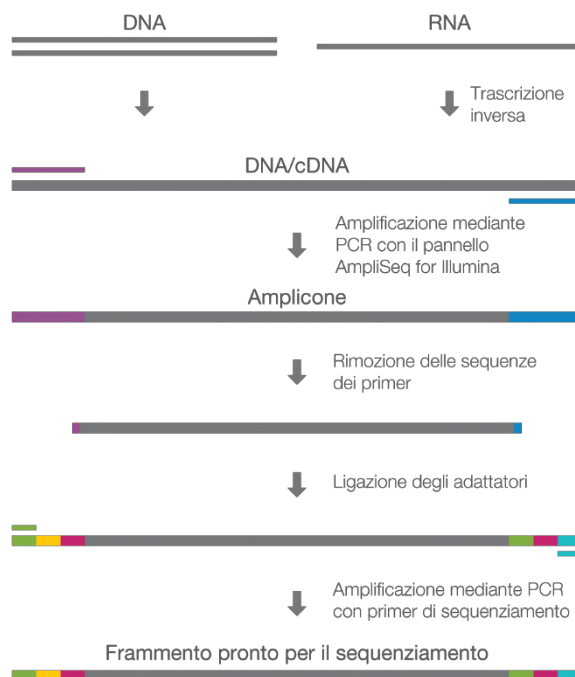 DNA
RNA
Trascrizione
inversa
DNA/cDNA
Amplificazione mediante
PCR con il pannello
AmpliSeq for Illumina
Amplicone
Rimozione delle sequenze
dei primer
Ligazione degli adattatori
Amplificazione mediante PCR
con primer di sequenziamento
Frammento pronto per il sequenziamento